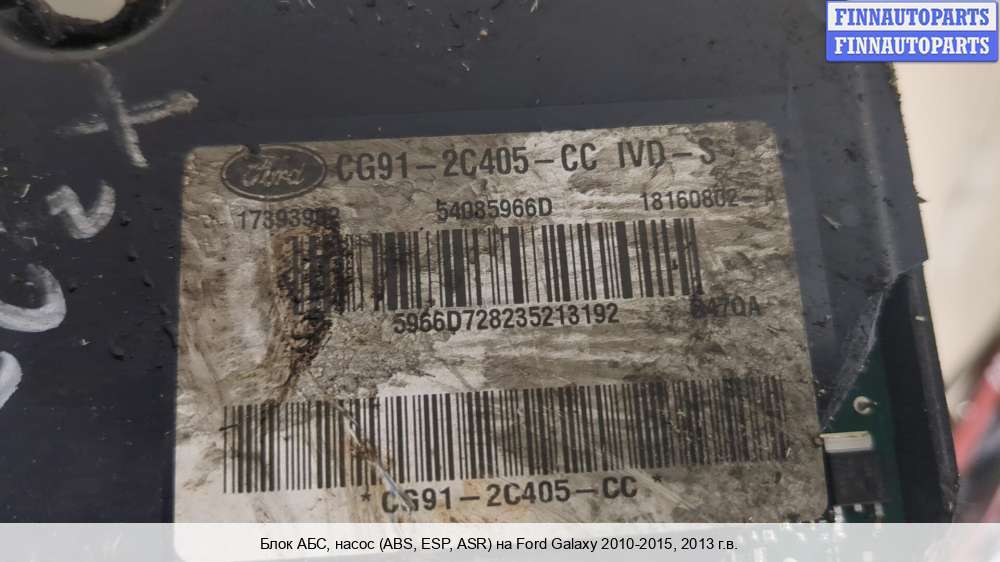 FINNAUTOPARTS
FINNAUTOPARTS
Ford CG91-2C405-CC IVD-S
54085966D 18160802-A
5966D728235213192
*CG91-2C405-CC*
Блок АБС, насос (ABS, ESP, ASR) на Ford Galaxy 2010-2015, 2013 г.в.